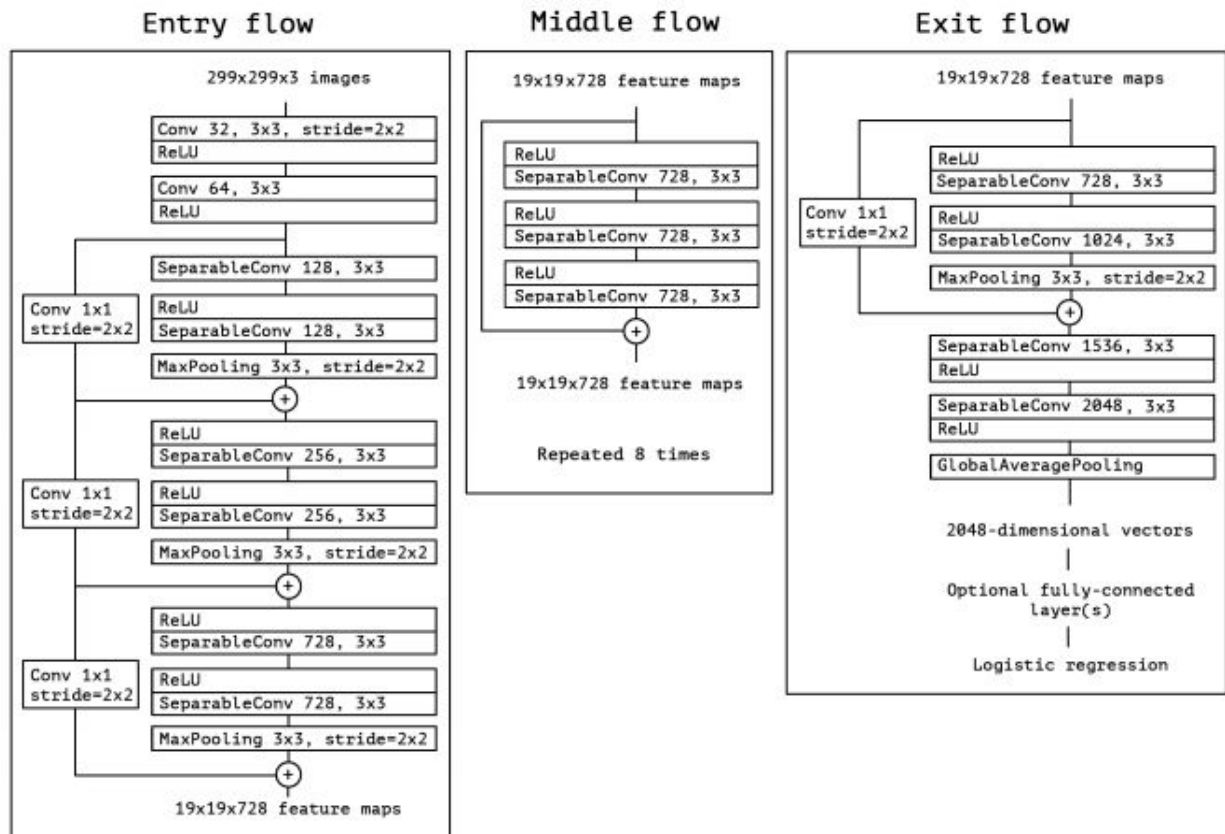 Entry flow
299x299x3 images
Conv 32, 3x3, stride=2x2
ReLU
Conv 64, 3x3
ReLU
SeparableConv 128, 3x3
Conv 1x1
stride=2x2
ReLU
SeparableConv 128, 3x3
MaxPooling 3x3, stride=2x2
+
ReLU
SeparableConv 256, 3x3
Conv 1x1
stride=2x2
ReLU
SeparableConv 256, 3x3
MaxPooling 3x3, stride=2x2
+
ReLU
SeparableConv 728, 3x3
Conv 1x1
stride=2x2
ReLU
SeparableConv 728, 3x3
MaxPooling 3x3, stride=2x2
+
19x19x728 feature maps
Middle flow
19x19x728 feature maps
ReLU
SeparableConv 728, 3x3
ReLU
SeparableConv 728, 3x3
ReLU
SeparableConv 728, 3x3
+
19x19x728 feature maps
Repeated 8 times
Exit flow
19x19x728 feature maps
ReLU
SeparableConv 728, 3x3
Conv 1x1
stride=2x2
ReLU
SeparableConv 1024, 3x3
MaxPooling 3x3, stride=2x2
+
SeparableConv 1536, 3x3
ReLU
SeparableConv 2048, 3x3
ReLU
GlobalAveragePooling
2048-dimensional vectors
Optional fully-connected
layer(s)
Logistic regression